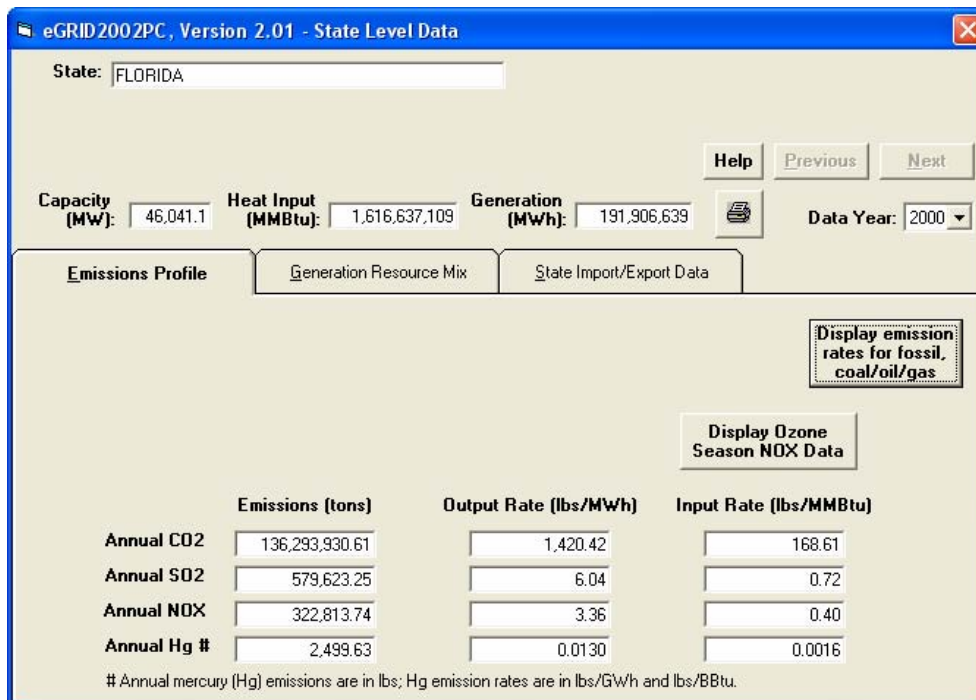 eGRID2002PC, Version 2.01 - State Level Data
State: FLORIDA
Help Previous Next
Capacity (MW): 46,041.1 Heat Input (MMBtu): 1,616,637,109 Generation (MWh): 191,906,639 Data Year: 2000
Emissions Profile Generation Resource Mix State Import/Export Data
Display emission
rates for fossil,
coal/oil/gas
Display Ozone
Season NOX Data
Emissions (tons) Output Rate (lbs/MWh) Input Rate (lbs/MMBtu)
Annual CO2 136,293,930.61 1,420.42 168.61
Annual SO2 579,623.25 6.04 0.72
Annual NOX 322,813.74 3.36 0.40
Annual Hg # 2,499.63 0.0130 0.0016
# Annual mercury (Hg) emissions are in lbs; Hg emission rates are in lbs/GWh and lbs/BBtu.